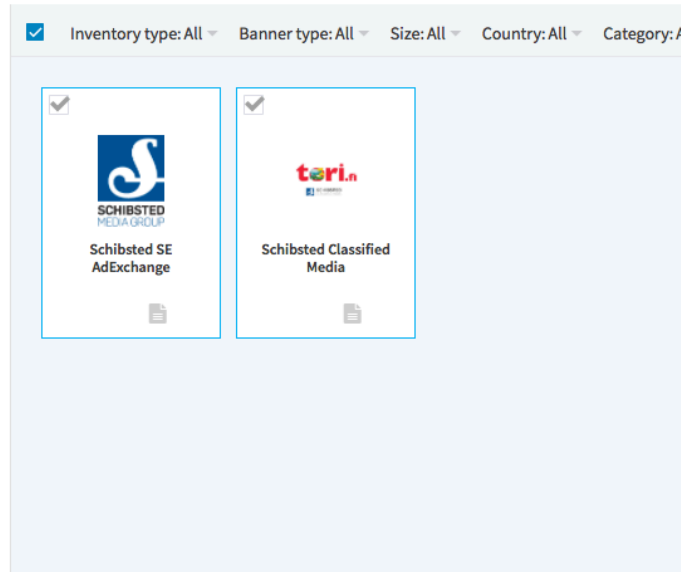 Inventory type: All Banner type: All Size: All Country: All Category: A
SCHIBSTED
MEDIA GROUP
Schibsted SE
AdExchange
tori.fi
Schibsted Classified
Media